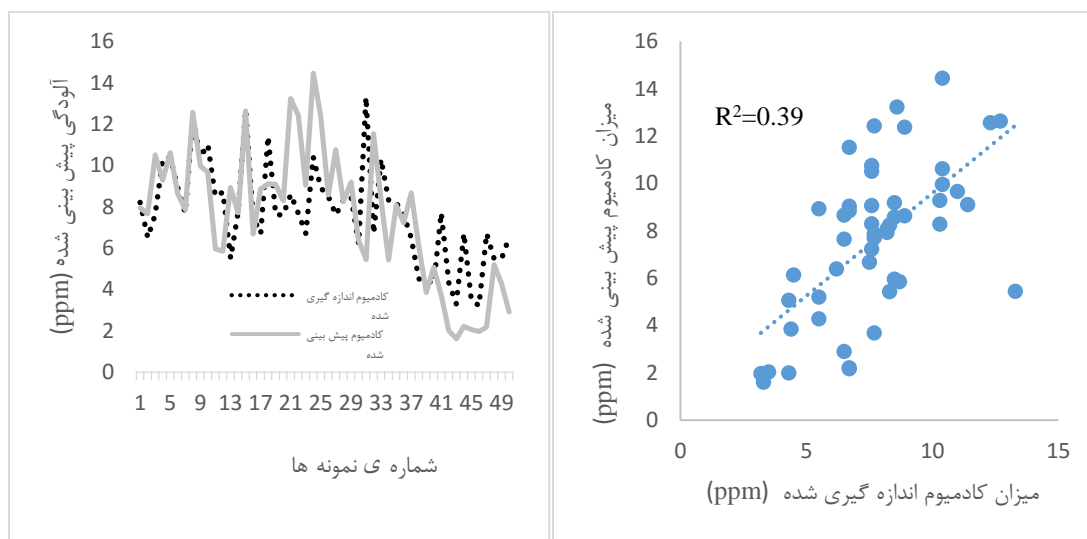 16
14
12
10
8
6
4
2
0
آلودگی پیش بینی شده (ppm)
کادمیوم اندازه گیری
شده
کادمیوم پیش بینی
شده
1 5 9 13 17 21 25 29 33 37 41 45 49
شماره ی نمونه ها
16
14
12
10
8
6
4
2
0
میزان کادمیوم پیش بینی شده (ppm)
R²=0.39
0 5 10 15
میزان کادمیوم اندازه گیری شده (ppm)